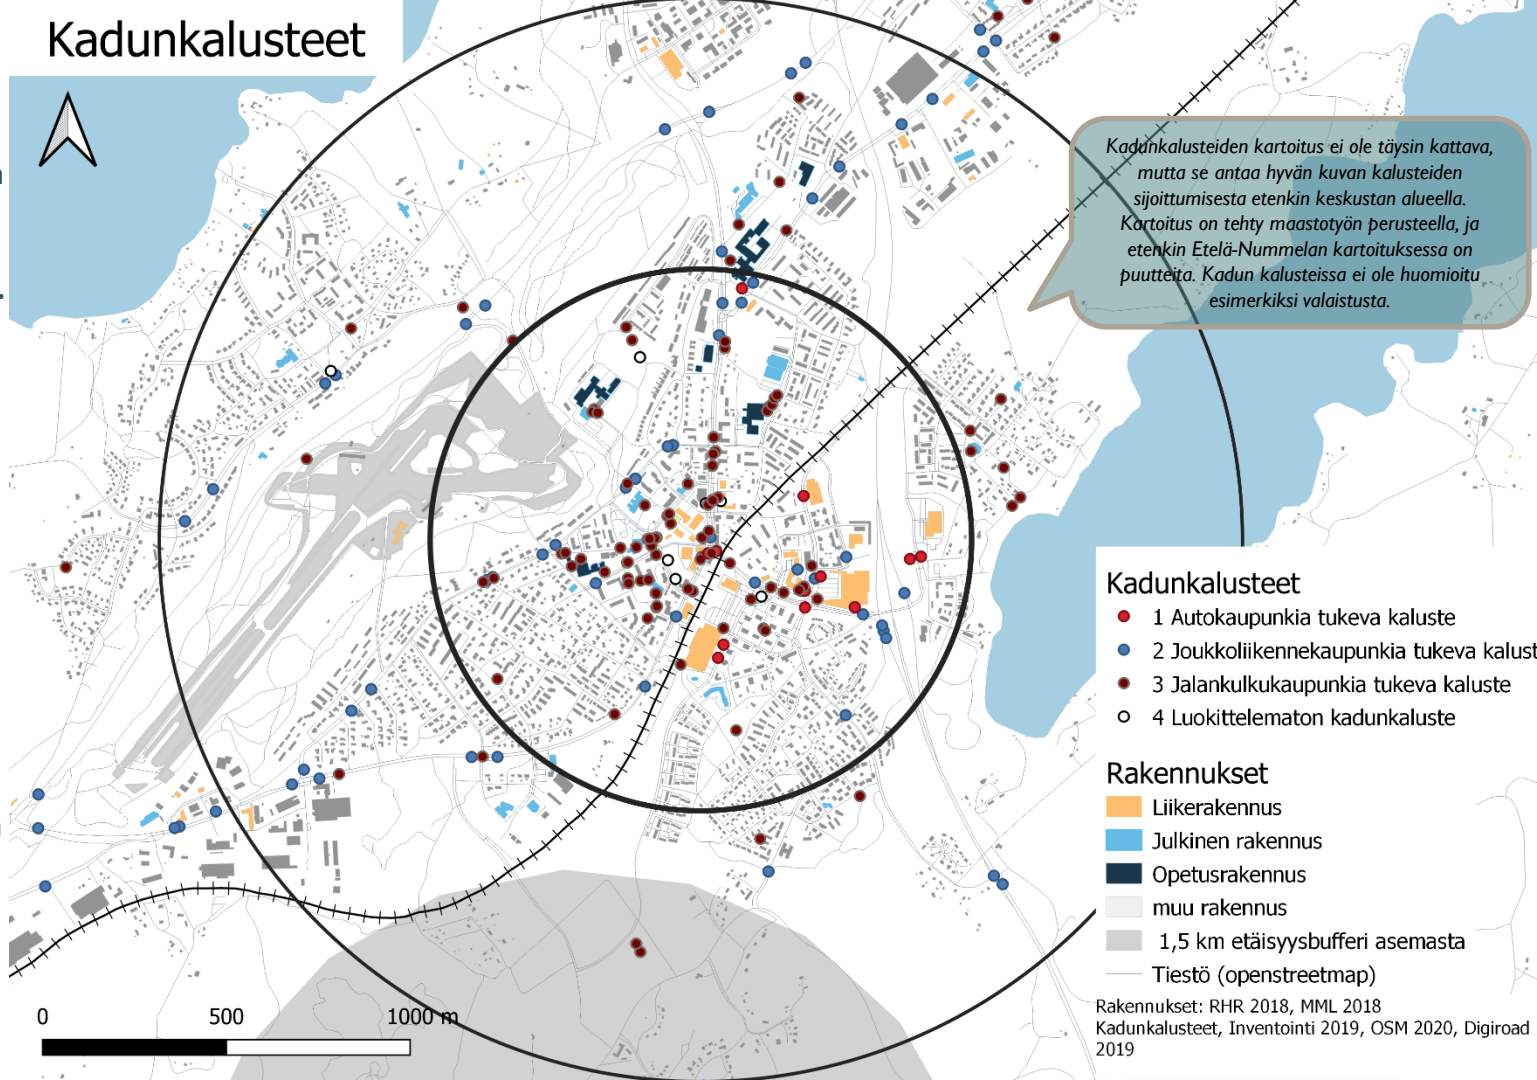 Kadunkalusteet
Kadunkalusteiden kartoitus ei ole täysin kattava,
mutta se antaa hyvän kuvan kalusteiden
sijoittumisesta etenkin keskustan alueella.
Kartoitus on tehty maastotyön perusteella, ja
etenkin Etelä-Nummelan kartoituksessa on
puutteita. Kadun kalusteissa ei ole huomioitu
esimerkiksi valaistusta.
Kadunkalusteet
1 Autokaupunkia tukeva kaluste
2 Joukkoliikennekaupunkia tukeva kalust
3 Jalankulkukaupunkia tukeva kaluste
4 Luokittelematon kadunkaluste
Rakennukset
Liikerakennus
Julkinen rakennus
Opetusrakennus
muu rakennus
1,5 km etäisyysbufferi asemasta
Tiestö (openstreetmap)
Rakennukset: RHR 2018, MML 2018
Kadunkalusteet, Inventointi 2019, OSM 2020, Digiroad
2019
0 500 1000 m